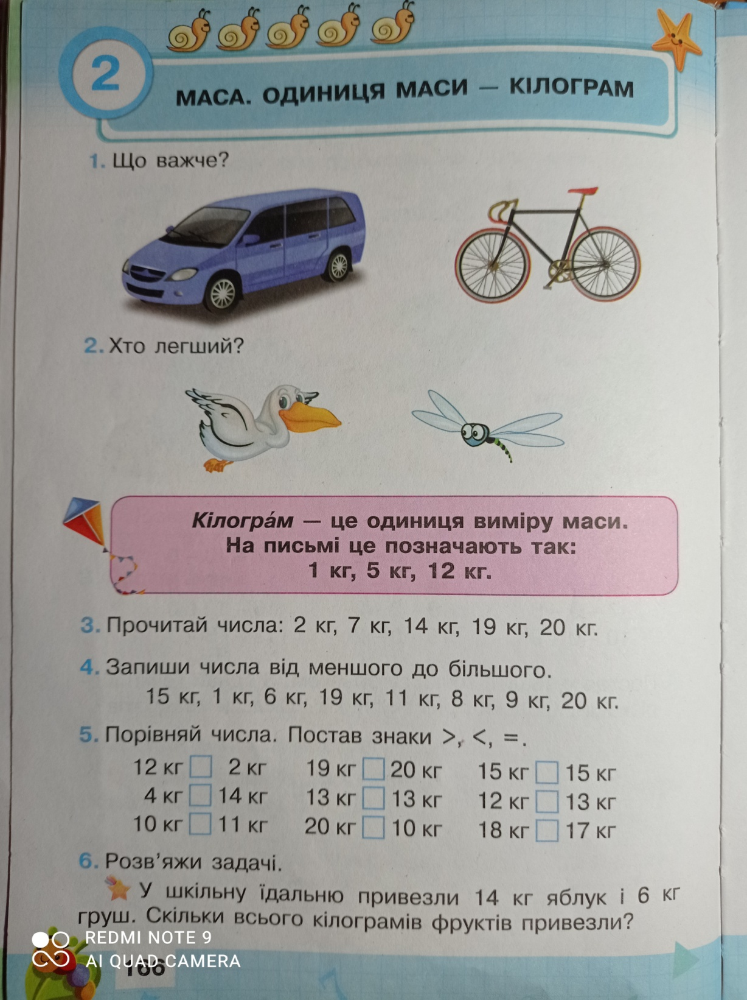 2
МАСА. ОДИНИЦЯ МАСИ — КІЛОГРАМ
1. Що важче?
2. Хто легший?
Кілогра́м — це одиниця виміру маси.
На письмі це позначають так:
1 кг, 5 кг, 12 кг.
3. Прочитай числа: 2 кг, 7 кг, 14 кг, 19 кг, 20 кг.
4. Запиши числа від меншого до більшого.
15 кг, 1 кг, 6 кг, 19 кг, 11 кг, 8 кг, 9 кг, 20 кг.
5. Порівняй числа. Постав знаки >, <, =.
12 кг □ 2 кг 19 кг □ 20 кг 15 кг □ 15 кг
4 кг □ 14 кг 13 кг □ 13 кг 12 кг □ 13 кг
10 кг □ 11 кг 20 кг □ 10 кг 18 кг □ 17 кг
6. Розв'яжи задачі.
У шкільну їдальню привезли 14 кг яблук і 6 кг
груш. Скільки всього кілограмів фруктів привезли?
REDMI NOTE 9
AI QUAD CAMERA
166